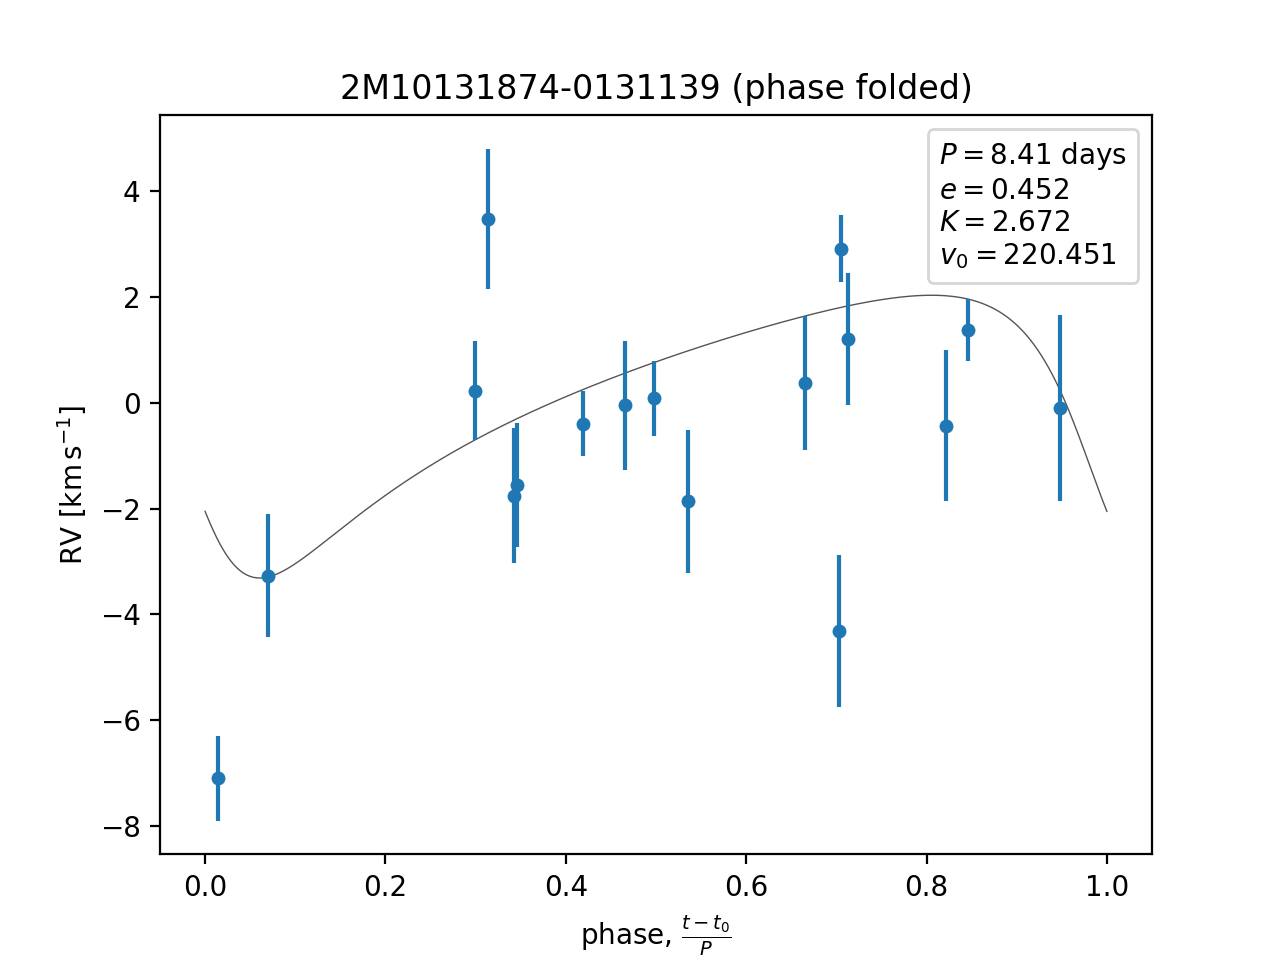 2M10131874-0131139 (phase folded)
P = 8.41 days
e = 0.452
K = 2.672
v₀ = 220.451
4
2
0
−2
−4
−6
−8
RV [km s⁻¹]
0.0 0.2 0.4 0.6 0.8 1.0
phase, (t − t₀)/P